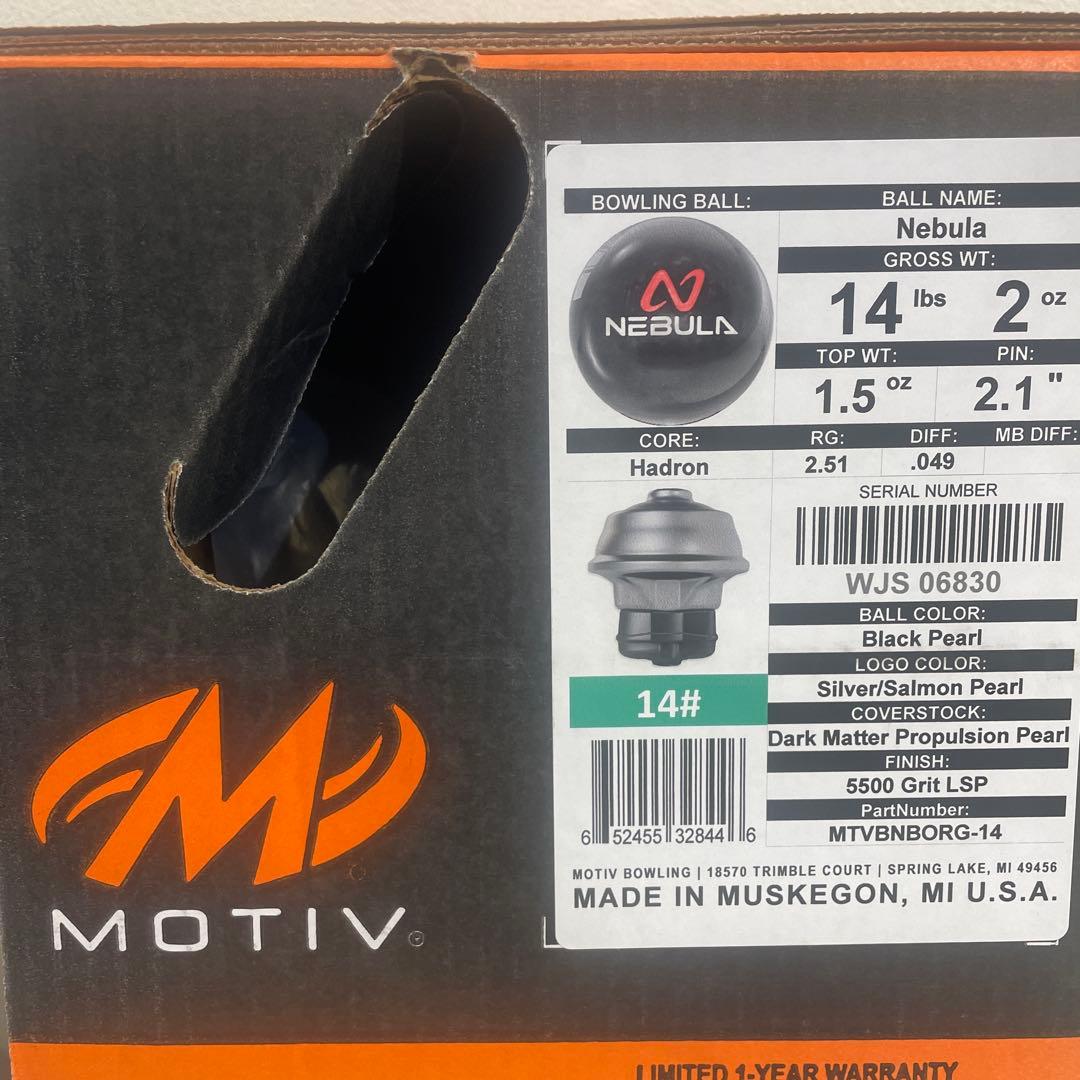 BOWLING BALL:
BALL NAME:
Nebula
GROSS WT:
14 lbs 2 oz
TOP WT: PIN:
1.5 oz 2.1 "
NEBULA
CORE: RG: DIFF: MB DIFF:
Hadron 2.51 .049
SERIAL NUMBER
WJS 06830
BALL COLOR:
Black Pearl
LOGO COLOR:
Silver/Salmon Pearl
COVERSTOCK:
Dark Matter Propulsion Pearl
FINISH:
5500 Grit LSP
PartNumber:
MTVBNBORG-14
14#
6 52455 32844 6
MOTIV BOWLING | 18570 TRIMBLE COURT | SPRING LAKE, MI 49456
MADE IN MUSKEGON, MI U.S.A.
MOTIV®
LIMITED 1-YEAR WARRANTY